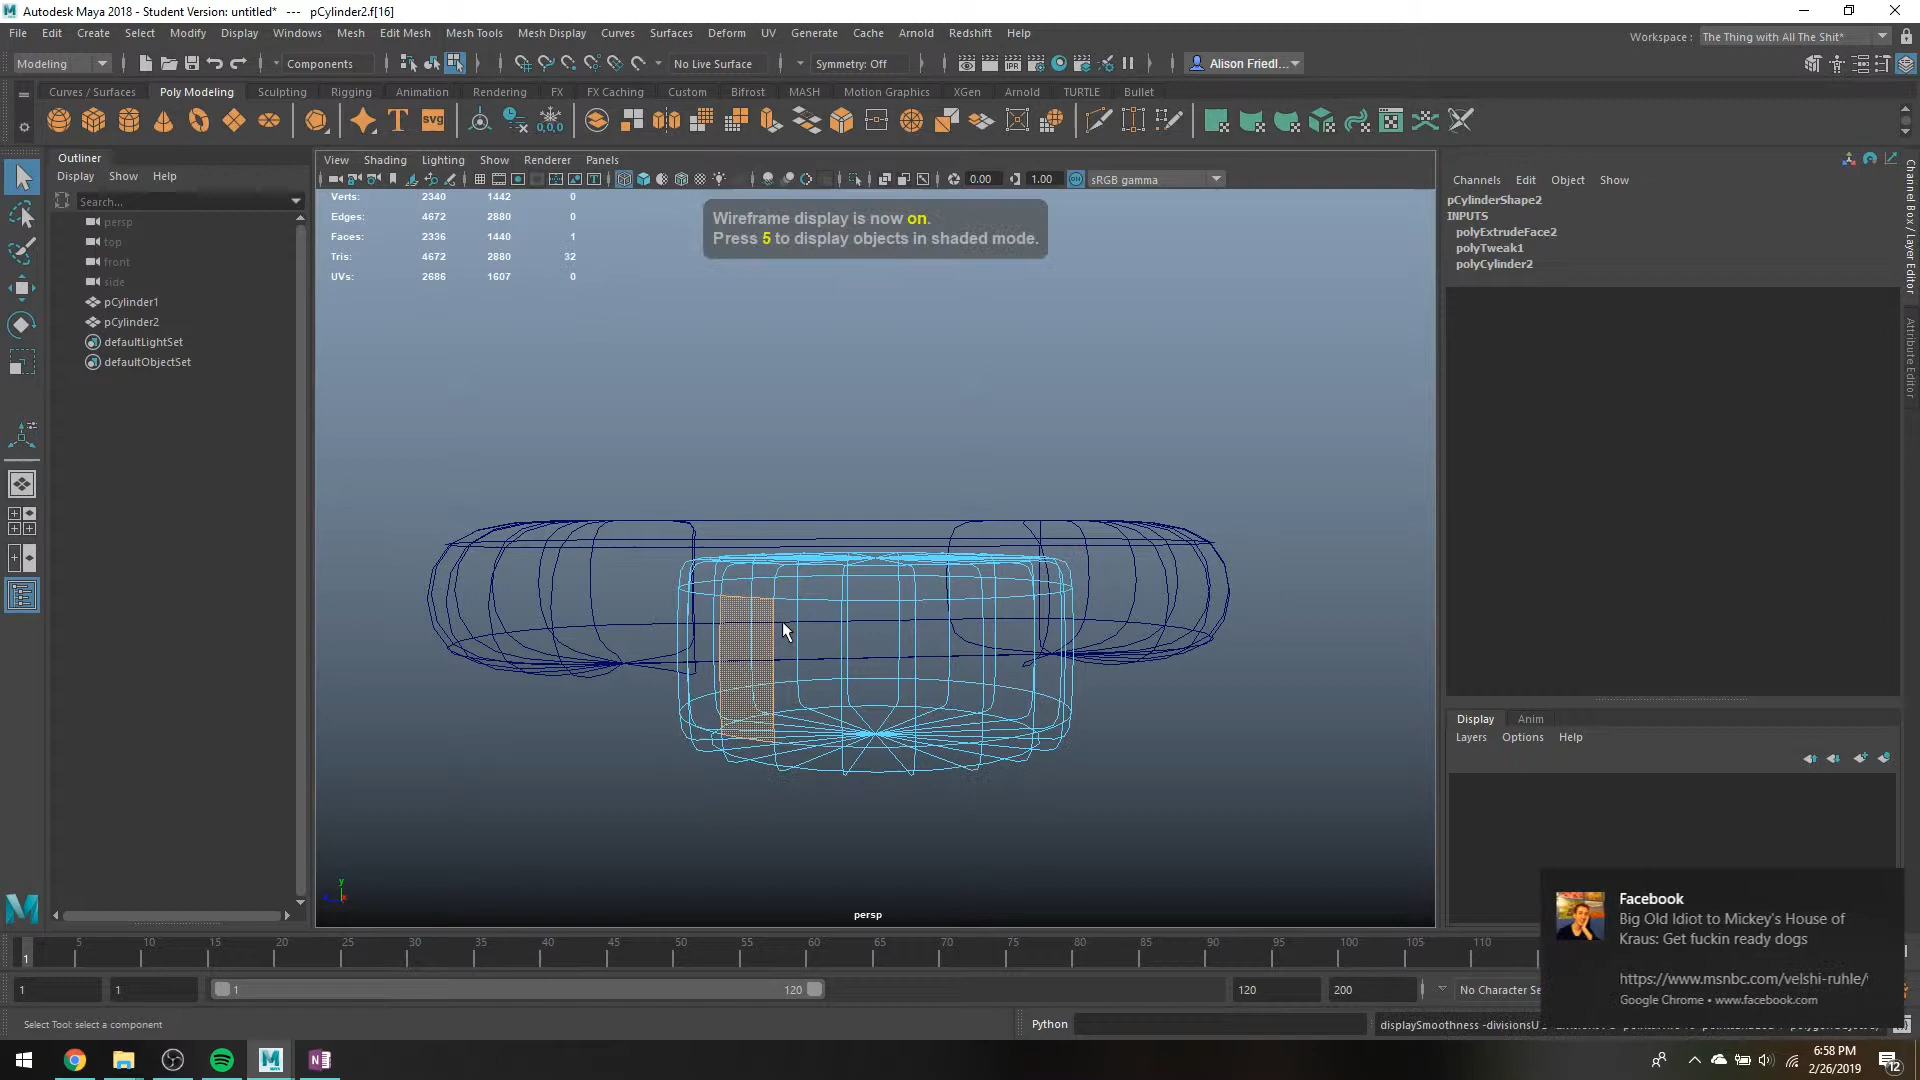 Autodesk Maya 2018 - Student Version: untitled*   ---   pCylinder2.f[16]
File Edit Create Select Modify Display Windows Mesh Edit Mesh Mesh Tools Mesh Display Curves Surfaces Deform UV Generate Cache Arnold Redshift Help
Workspace : The Thing with All The Shit*
Modeling Components No Live Surface Symmetry: Off Alison Friedl...
Curves / Surfaces Poly Modeling Sculpting Rigging Animation Rendering FX FX Caching Custom Bifrost MASH Motion Graphics XGen Arnold TURTLE Bullet
Outliner
Display Show Help
Search...
persp
top
front
side
pCylinder1
pCylinder2
defaultLightSet
defaultObjectSet
View Shading Lighting Show Renderer Panels
0.00 1.00 sRGB gamma
Verts: 2340 1442 0
Edges: 4672 2880 0
Faces: 2336 1440 1
Tris: 4672 2880 32
UVs: 2686 1607 0
Wireframe display is now on.
Press 5 to display objects in shaded mode.
persp
Channels Edit Object Show
pCylinderShape2
INPUTS
polyExtrudeFace2
polyTweak1
polyCylinder2
Channel Box / Layer Editor
Attribute Editor
Display Anim
Layers Options Help
Facebook
Big Old Idiot to Mickey's House of
Kraus: Get fuckin ready dogs
https://www.msnbc.com/velshi-ruhle/
Google Chrome • www.facebook.com
5 10 15 20 25 30 35 40 45 50 55 60 65 70 75 80 85 90 95 100 105 110
1
1 1 1 120 120 200 No Character Se
Select Tool: select a component
Python
6:58 PM
2/26/2019
12